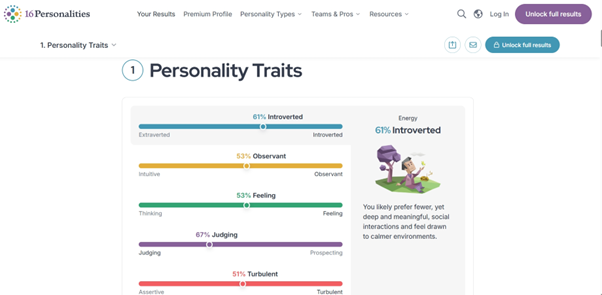 16 Personalities
Your Results Premium Profile Personality Types Teams & Pros Resources Log In Unlock full results
1. Personality Traits Unlock full results
1 Personality Traits
61% Introverted
Extraverted Introverted
53% Observant
Intuitive Observant
53% Feeling
Thinking Feeling
67% Judging
Judging Prospecting
51% Turbulent
Assertive Turbulent
Energy
61% Introverted
You likely prefer fewer, yet
deep and meaningful, social
interactions and feel drawn
to calmer environments.